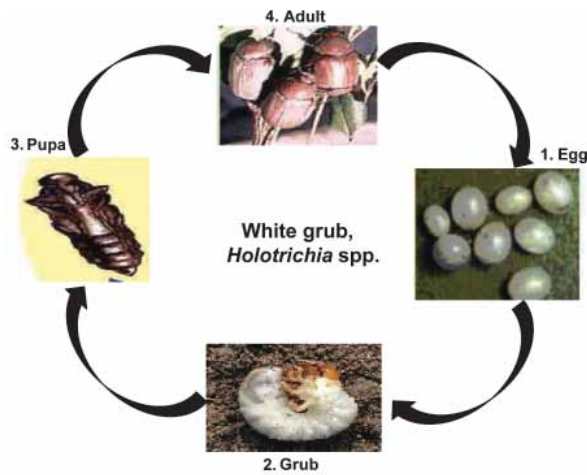 4. Adult
3. Pupa
1. Egg
White grub,
Holotrichia spp.
2. Grub